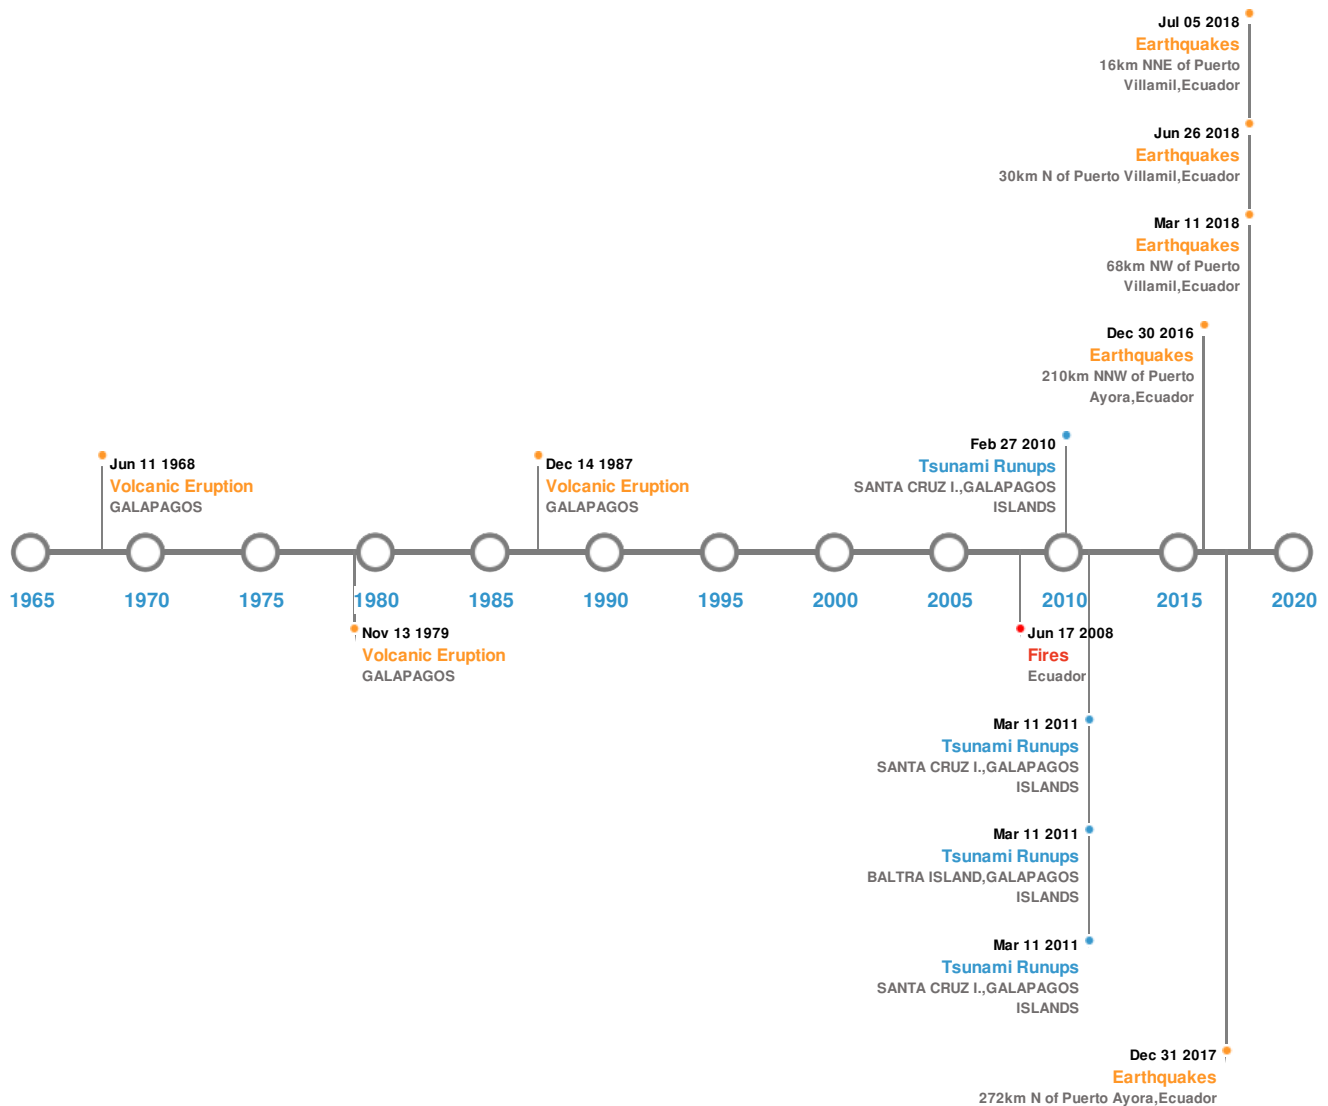 Jul 05 2018
Earthquakes
16km NNE of Puerto
Villamil,Ecuador
Jun 26 2018
Earthquakes
30km N of Puerto Villamil,Ecuador
Mar 11 2018
Earthquakes
68km NW of Puerto
Villamil,Ecuador
Dec 30 2016
Earthquakes
210km NNW of Puerto
Ayora,Ecuador
Jun 11 1968
Volcanic Eruption
GALAPAGOS
Dec 14 1987
Volcanic Eruption
GALAPAGOS
Feb 27 2010
Tsunami Runups
SANTA CRUZ I.,GALAPAGOS
ISLANDS
1965 1970 1975 1980 1985 1990 1995 2000 2005 2010 2015 2020
Nov 13 1979
Volcanic Eruption
GALAPAGOS
Jun 17 2008
Fires
Ecuador
Mar 11 2011
Tsunami Runups
SANTA CRUZ I.,GALAPAGOS
ISLANDS
Mar 11 2011
Tsunami Runups
BALTRA ISLAND,GALAPAGOS
ISLANDS
Mar 11 2011
Tsunami Runups
SANTA CRUZ I.,GALAPAGOS
ISLANDS
Dec 31 2017
Earthquakes
272km N of Puerto Ayora,Ecuador